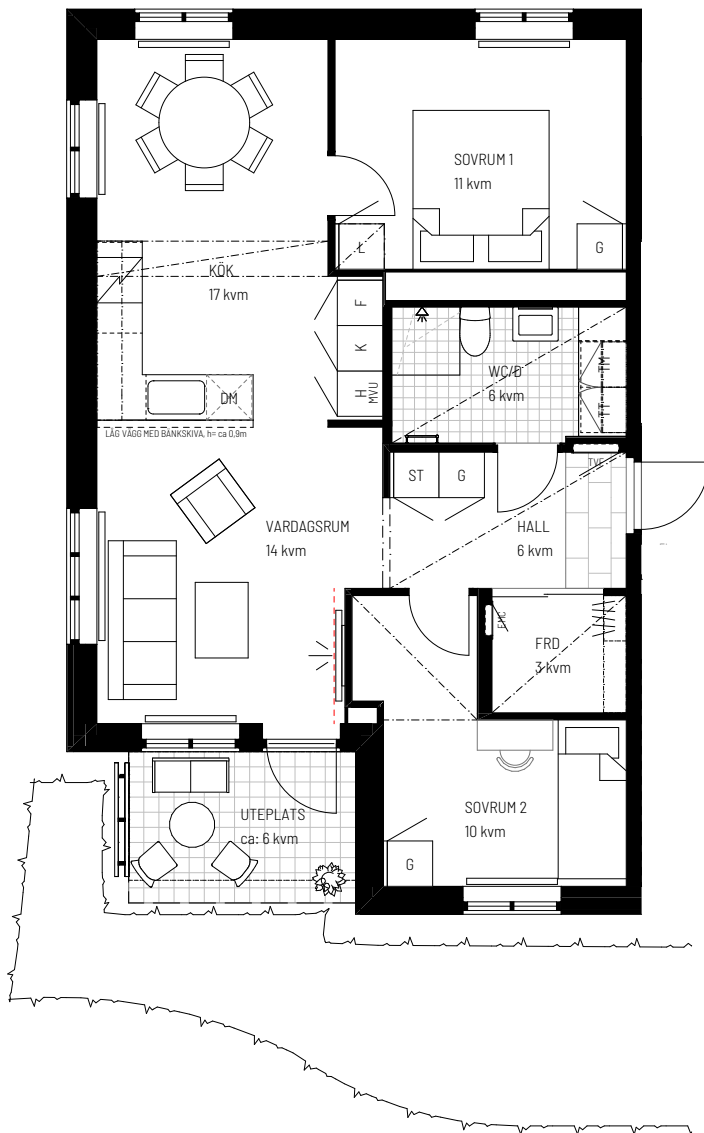 SOVRUM 1
11 kvm
L
G
KÖK
17 kvm
F
K
H
MVU
WC/D
6 kvm
TM
TT
DM
LÅG VÄGG MED BÄNKSKIVA, h= ca 0,9m
ST
G
VARDAGSRUM
14 kvm
HALL
6 kvm
FRD
3 kvm
UTEPLATS
ca: 6 kvm
SOVRUM 2
10 kvm
G